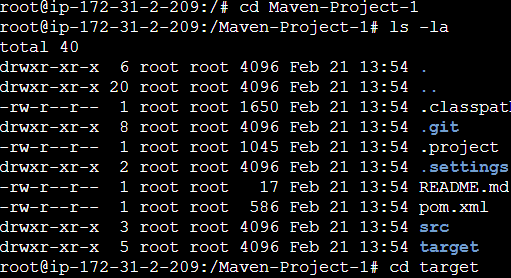 root@ip-172-31-2-209:/# cd Maven-Project-1
root@ip-172-31-2-209:/Maven-Project-1# ls -la
total 40
drwxr-xr-x  6 root root 4096 Feb 21 13:54 .
drwxr-xr-x 20 root root 4096 Feb 21 13:54 ..
-rw-r--r--  1 root root 1650 Feb 21 13:54 .classpath
drwxr-xr-x  8 root root 4096 Feb 21 13:54 .git
-rw-r--r--  1 root root 1045 Feb 21 13:54 .project
drwxr-xr-x  2 root root 4096 Feb 21 13:54 .settings
-rw-r--r--  1 root root   17 Feb 21 13:54 README.md
-rw-r--r--  1 root root  586 Feb 21 13:54 pom.xml
drwxr-xr-x  3 root root 4096 Feb 21 13:54 src
drwxr-xr-x  5 root root 4096 Feb 21 13:54 target
root@ip-172-31-2-209:/Maven-Project-1# cd target